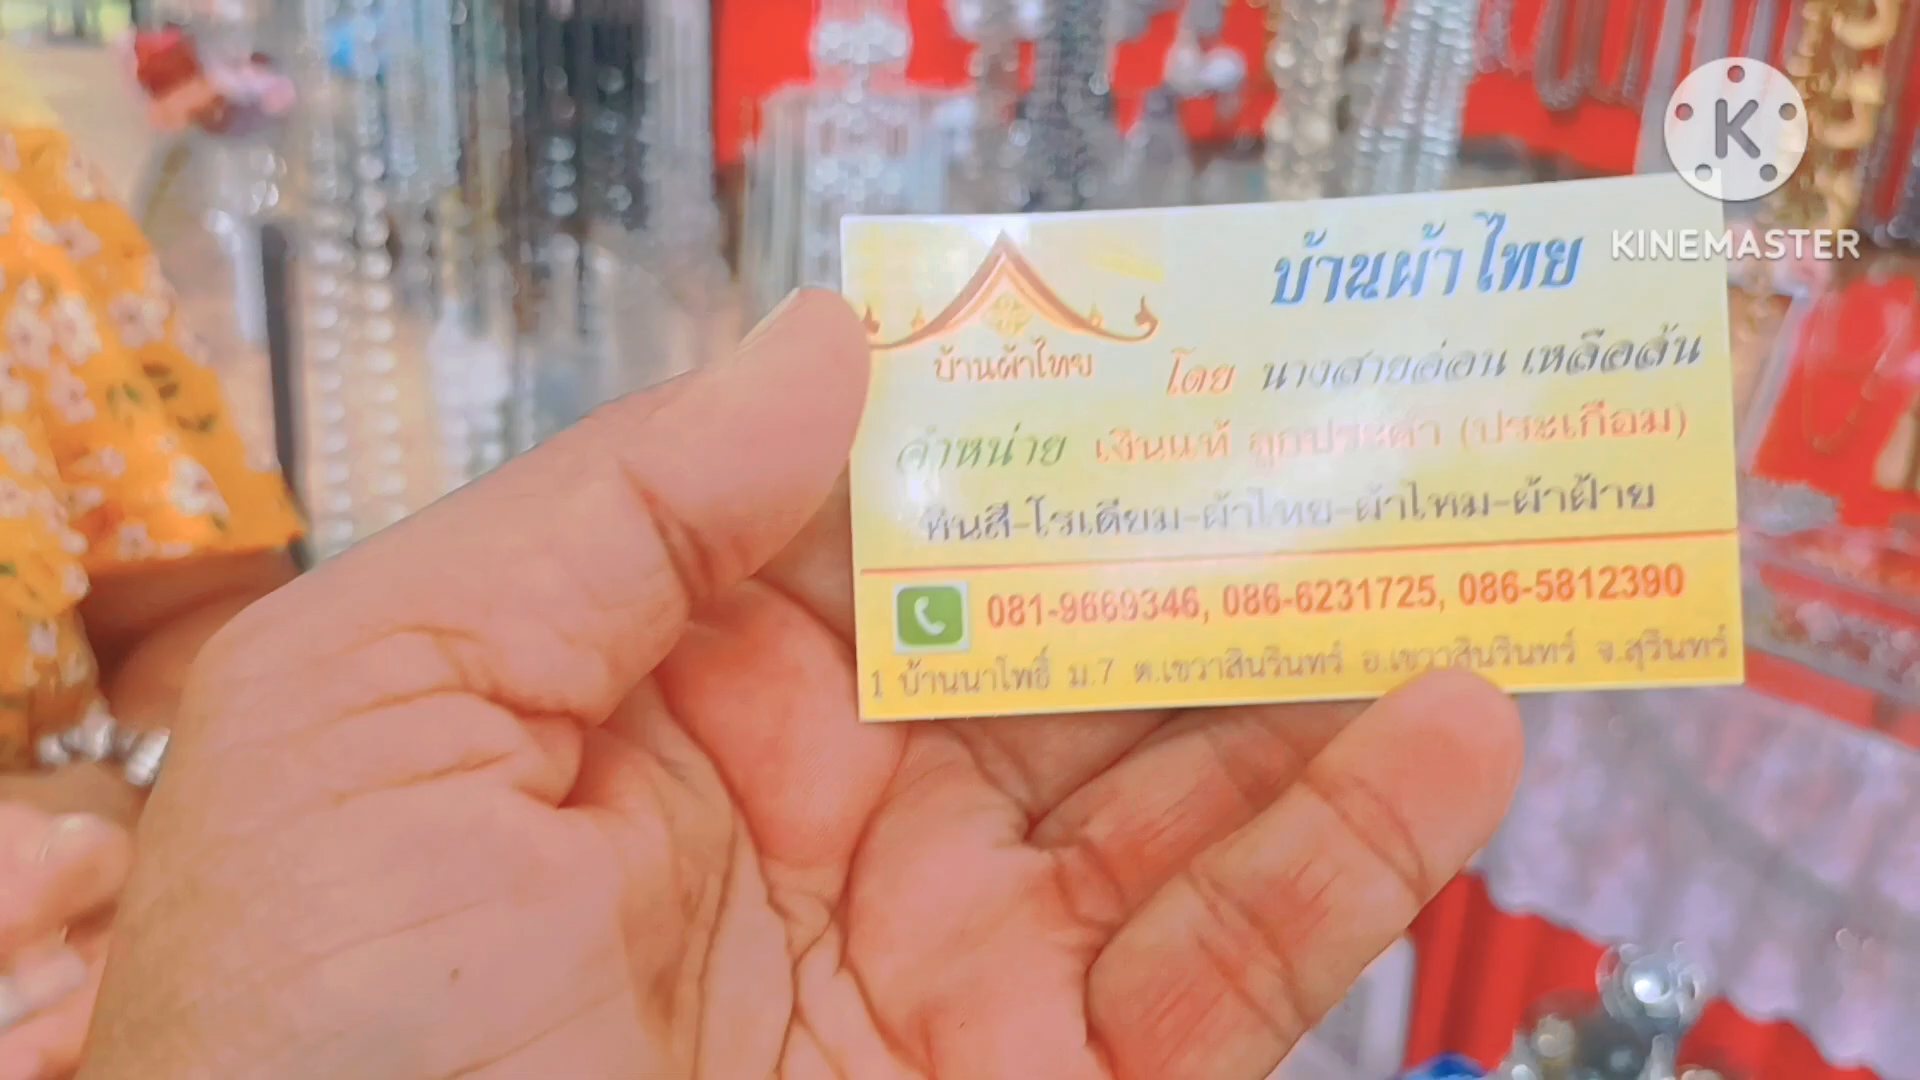 K
KINEMASTER
บ้านผ้าไทย
บ้านผ้าไทย
โดย นางสายอ่อน เหลือล้น
จำหน่าย เงินแท้ ลูกประคำ (ประเกือม)
หินสี-โรเดียม-ผ้าไทย-ผ้าไหม-ผ้าฝ้าย
081-9669346, 086-6231725, 086-5812390
1 บ้านนาโพธิ์ ม.7 ต.เขวาสินรินทร์ อ.เขวาสินรินทร์ จ.สุรินทร์